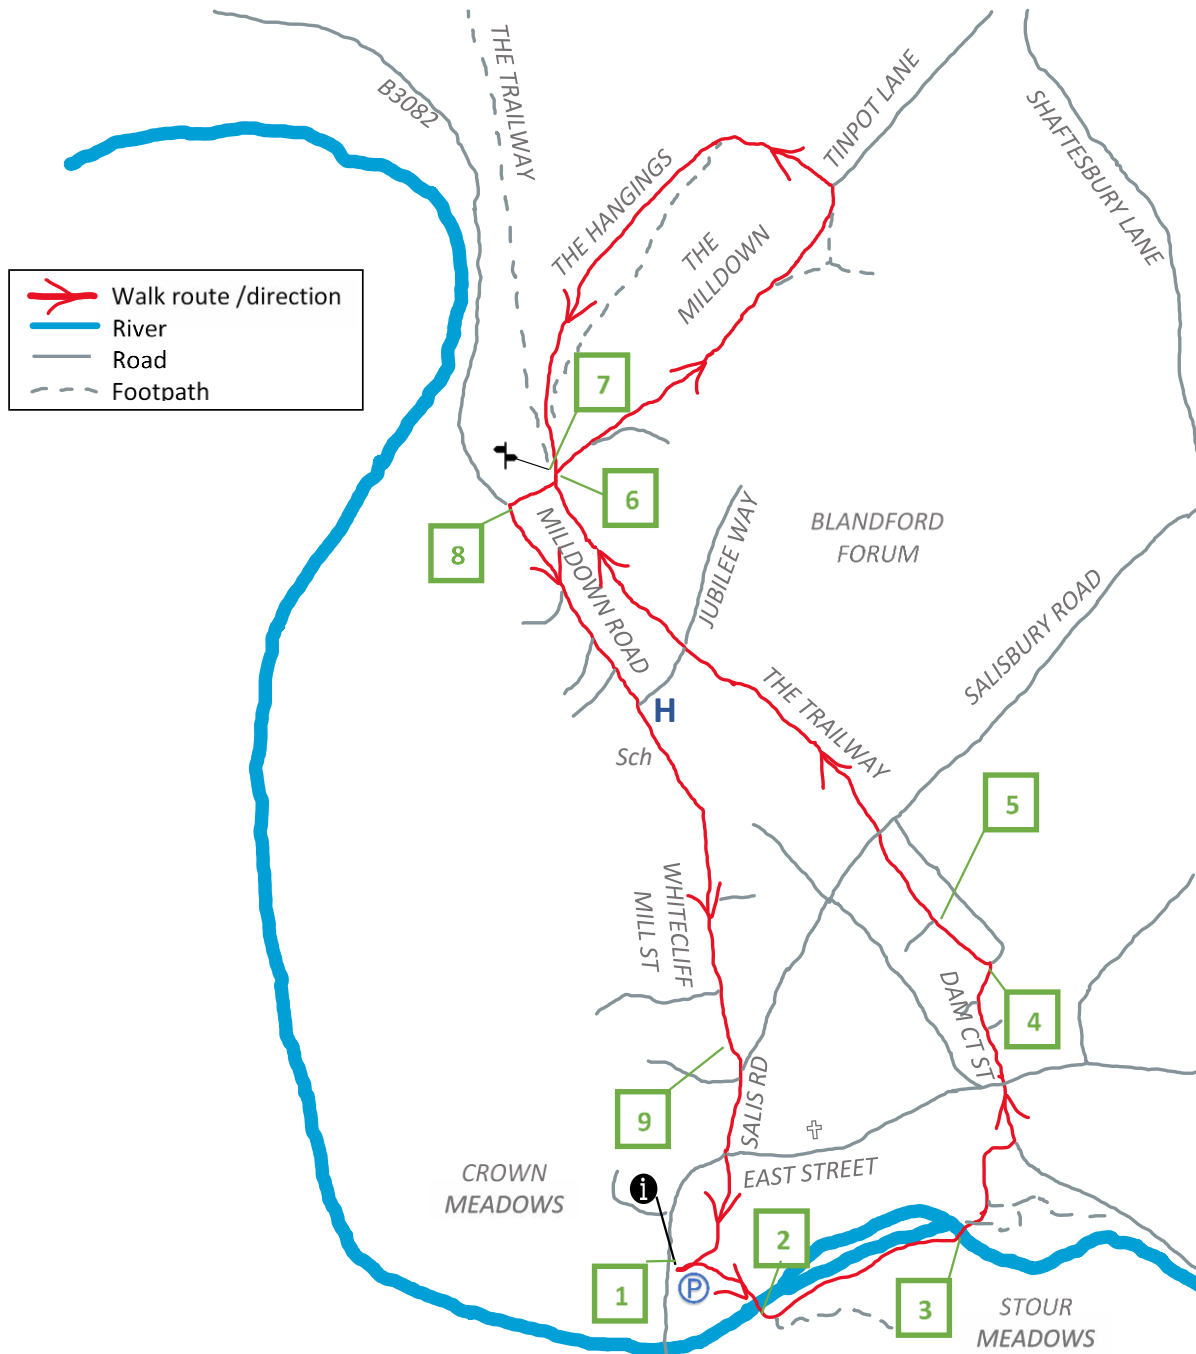 B3082
THE TRAILWAY
TINPOT LANE
SHAFTESBURY LANE
THE HANGINGS
THE
MILLDOWN
Walk route /direction
River
Road
Footpath
7
6
8
MILLDOWN ROAD
JUBILEE WAY
BLANDFORD
FORUM
SALISBURY ROAD
H
Sch
THE TRAILWAY
5
WHITECLIFF
MILL ST
DAM CT ST
4
9
SALIS RD
EAST STREET
CROWN
MEADOWS
i
2
1
P
3
STOUR
MEADOWS